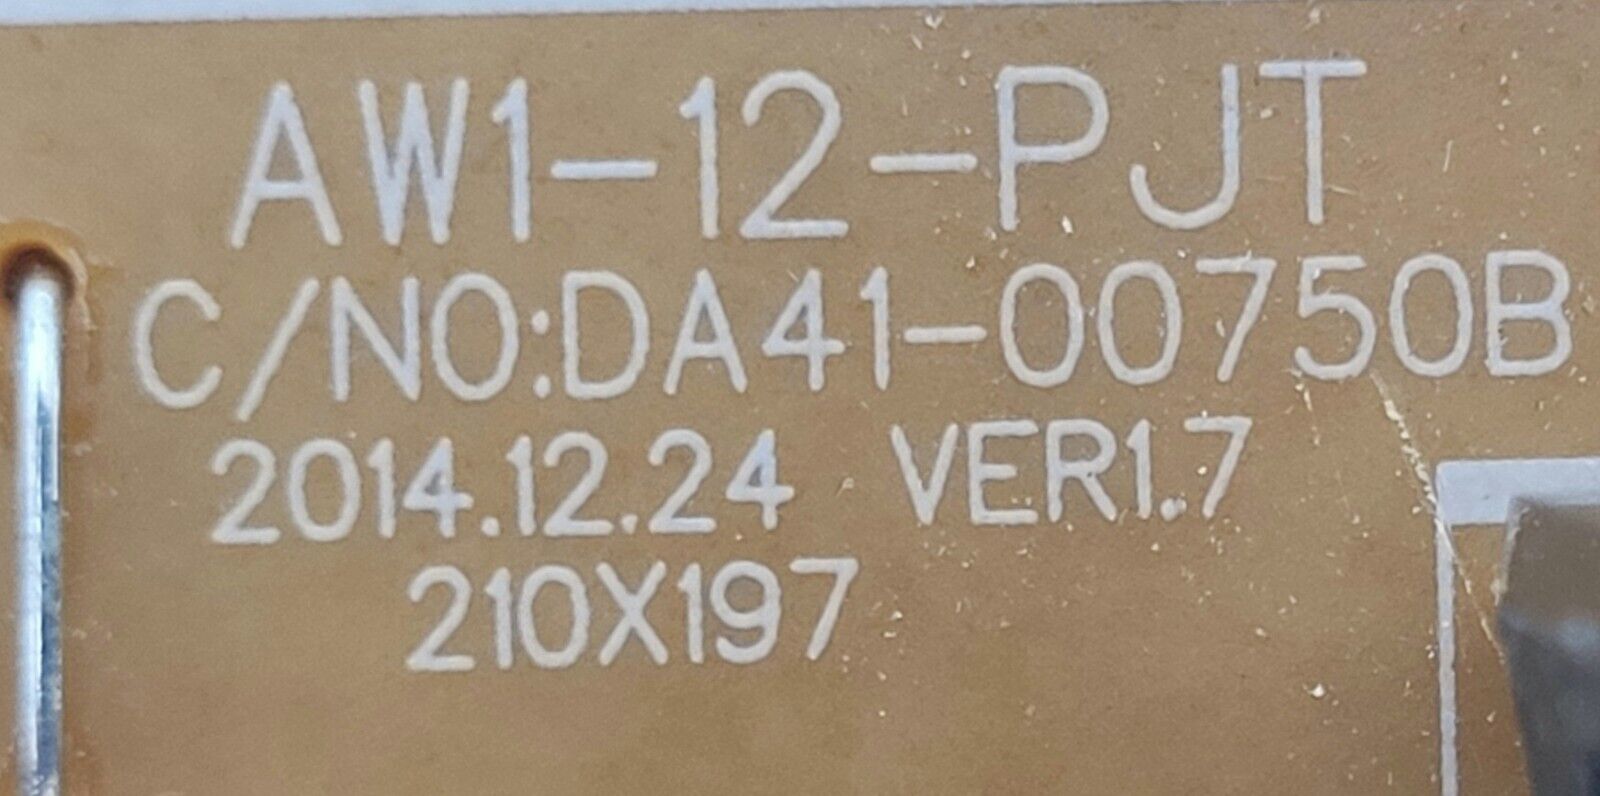 AW1-12-PJT
C/NO:DA41-00750B
2014.12.24 VER1.7
210X197